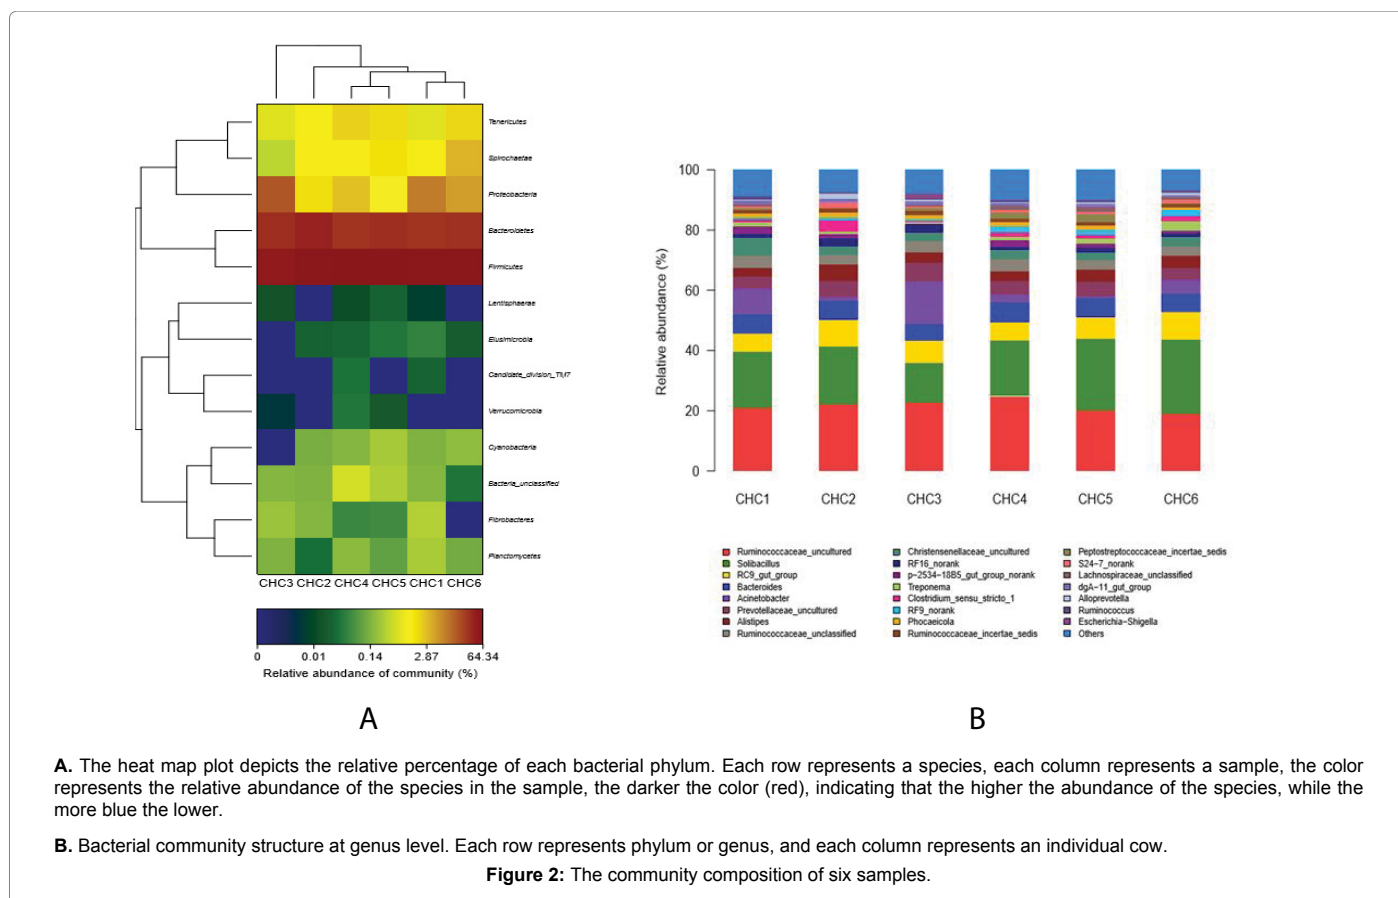 Tenericutes
Spirochaetae
Proteobacteria
Bacteroidetes
Firmicutes
Lentisphaerae
Elusimicrobia
Candidate_division_TM7
Verrucomicrobia
Cyanobacteria
Bacteria_unclassified
Fibrobacteres
Planctomycetes
CHC3 CHC2 CHC4 CHC5 CHC1 CHC6
0 0.01 0.14 2.87 64.34
Relative abundance of community (%)
A
Relative abundance (%)
100
80
60
40
20
0
CHC1 CHC2 CHC3 CHC4 CHC5 CHC6
Ruminococcaceae_uncultured
Solibacillus
RC9_gut_group
Bacteroides
Acinetobacter
Prevotellaceae_uncultured
Alistipes
Ruminococcaceae_unclassified
Christensenellaceae_uncultured
RF16_norank
p-2534-18B5_gut_group_norank
Treponema
Clostridium_sensu_stricto_1
RF9_norank
Phocaeicola
Ruminococcaceae_incertae_sedis
Peptostreptococcaceae_incertae_sedis
S24-7_norank
Lachnospiraceae_unclassified
dgA-11_gut_group
Alloprevotella
Ruminococcus
Escherichia-Shigella
Others
B
A. The heat map plot depicts the relative percentage of each bacterial phylum. Each row represents a species, each column represents a sample, the color
represents the relative abundance of the species in the sample, the darker the color (red), indicating that the higher the abundance of the species, while the
more blue the lower.
B. Bacterial community structure at genus level. Each row represents phylum or genus, and each column represents an individual cow.
Figure 2: The community composition of six samples.